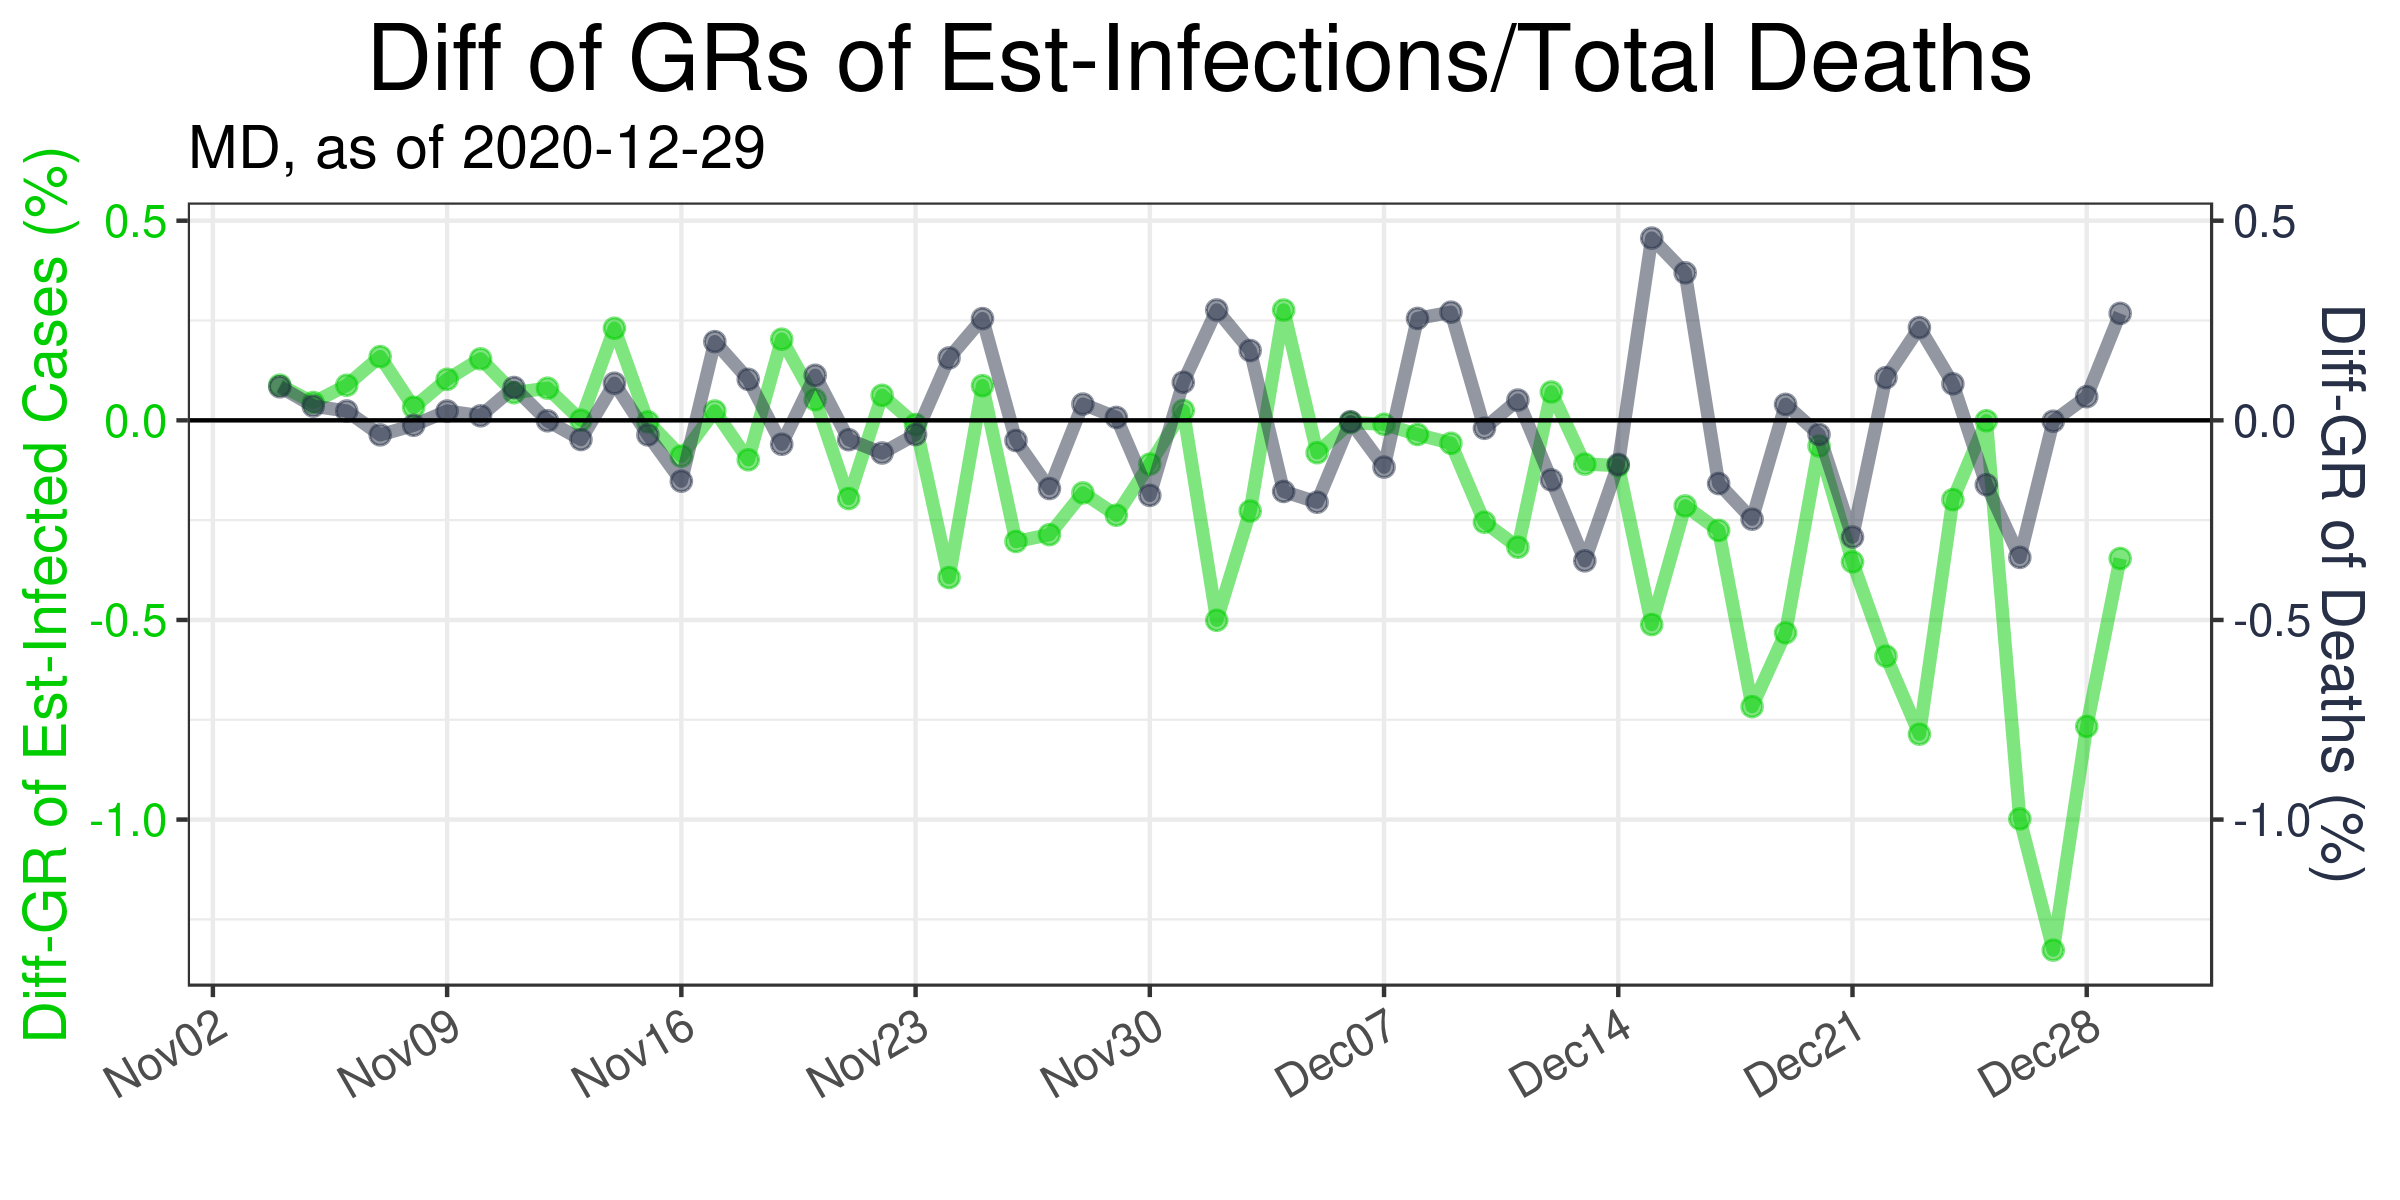 Diff of GRs of Est-Infections/Total Deaths
MD, as of 2020-12-29
Diff-GR of Est-Infected Cases (%)
0.5
0.0
-0.5
-1.0
0.5
0.0
-0.5
-1.0
Diff-GR of Deaths (%)
Nov02
Nov09
Nov16
Nov23
Nov30
Dec07
Dec14
Dec21
Dec28